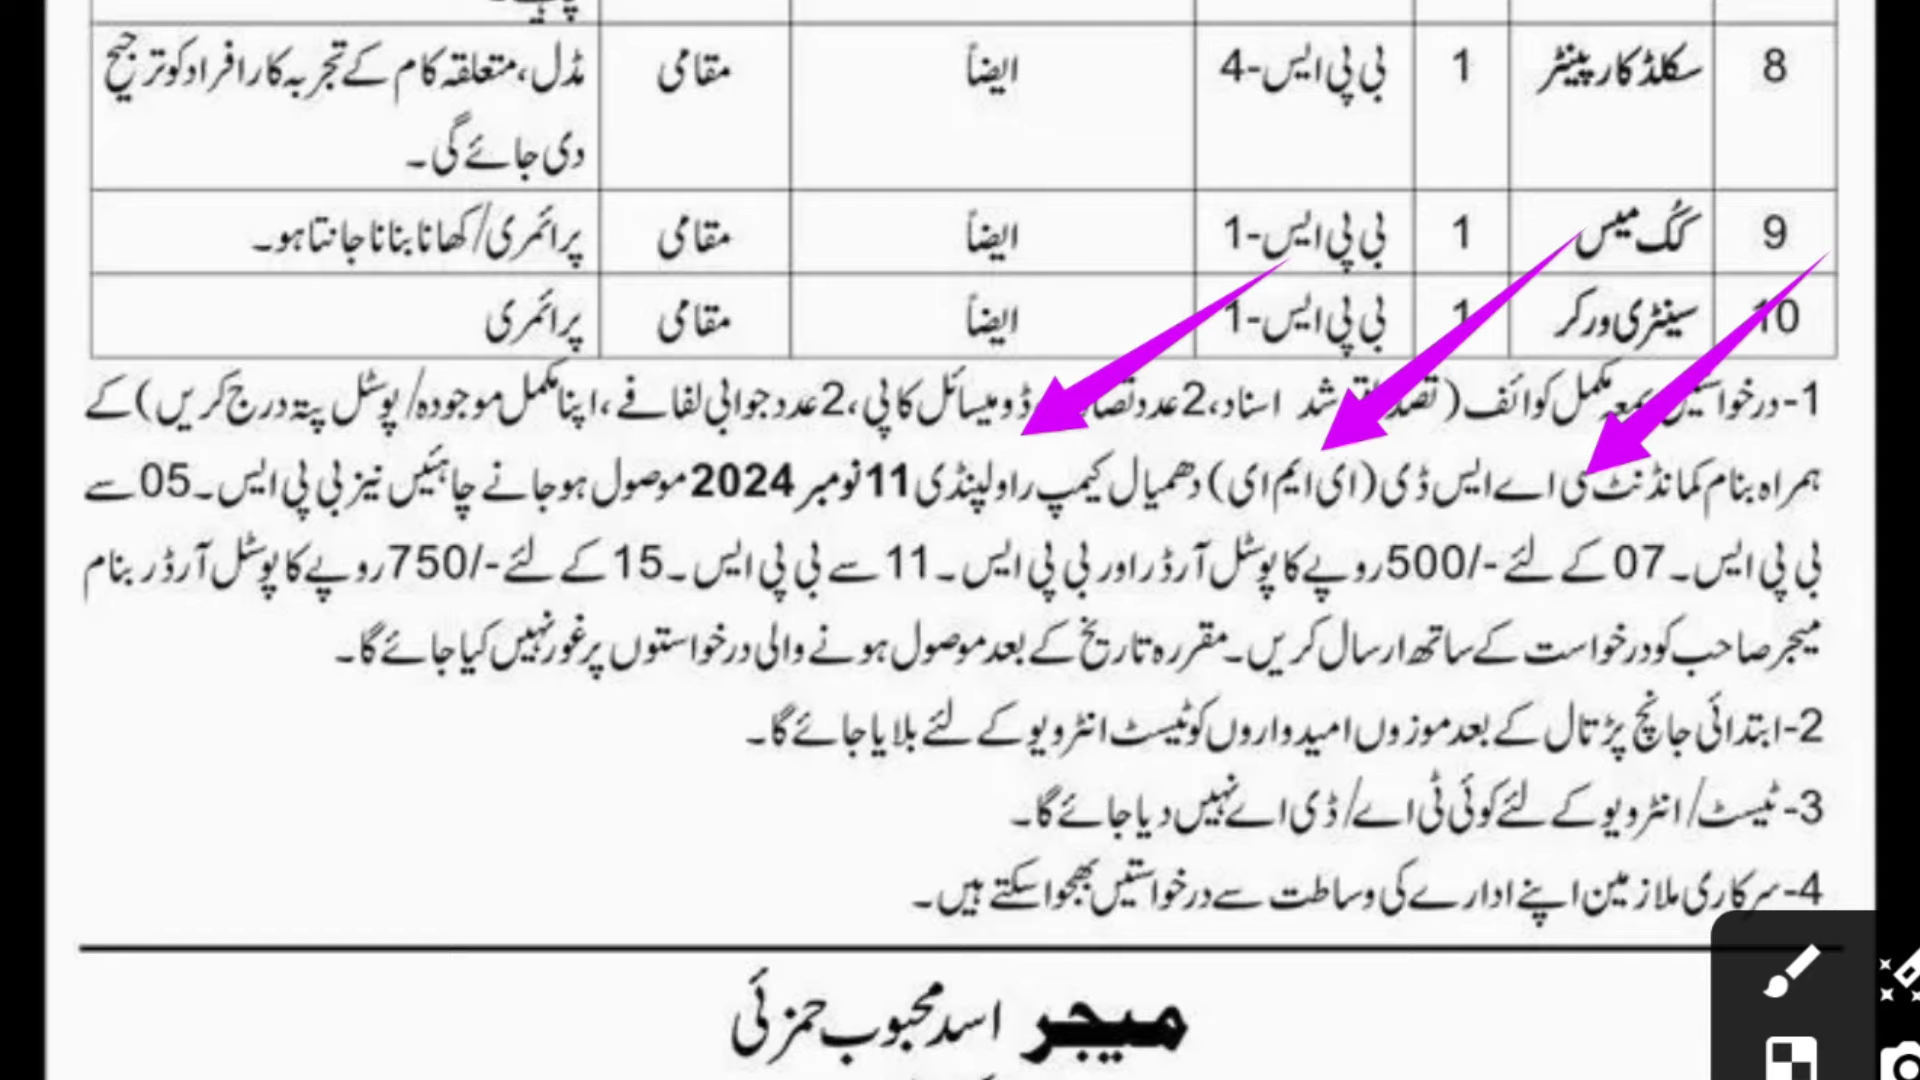 8 سکلڈ کارپینٹر 1 بی پی ایس-4 ایضاً مقامی مڈل، متعلقہ کام کے تجربہ کار افراد کو ترجیح
دی جائے گی۔
9 کُک میس 1 بی پی ایس-1 ایضاً مقامی پرائمری/کھانا بنانا جانتا ہو۔
10 سینٹری ورکر 1 بی پی ایس-1 ایضاً مقامی پرائمری
1-درخواستیں بمعہ مکمل کوائف (تصدیق شد اسناد، 2 عدد ڈومیسائل کاپی، 2 عدد جوابی لفافے، اپنا مکمل موجودہ/پوسٹل پتہ درج کریں) کے
ہمراہ بنام کمانڈنٹ سی اے ایس ڈی (ای ایم ای) دھمیال کیمپ راولپنڈی 11 نومبر 2024 موصول ہو جانے چاہئیں نیز بی پی ایس۔05 سے
بی پی ایس۔07 کے لئے -/500 روپے کا پوسٹل آرڈر اور بی پی ایس۔11 سے بی پی ایس۔15 کے لئے -/750 روپے کا پوسٹل آرڈر بنام
میجر صاحب کو درخواست کے ساتھ ارسال کریں۔ مقررہ تاریخ کے بعد موصول ہونے والی درخواستوں پر غور نہیں کیا جائے گا۔
2-ابتدائی جانچ پڑتال کے بعد موزوں امیدواروں کو ٹیسٹ انٹرویو کے لئے بلایا جائے گا۔
3-ٹیسٹ/انٹرویو کے لئے کوئی ٹی اے/ڈی اے نہیں دیا جائے گا۔
4-سرکاری ملازمین اپنے ادارے کی وساطت سے درخواستیں بھجوا سکتے ہیں۔
میجر اسد محبوب حمزئی